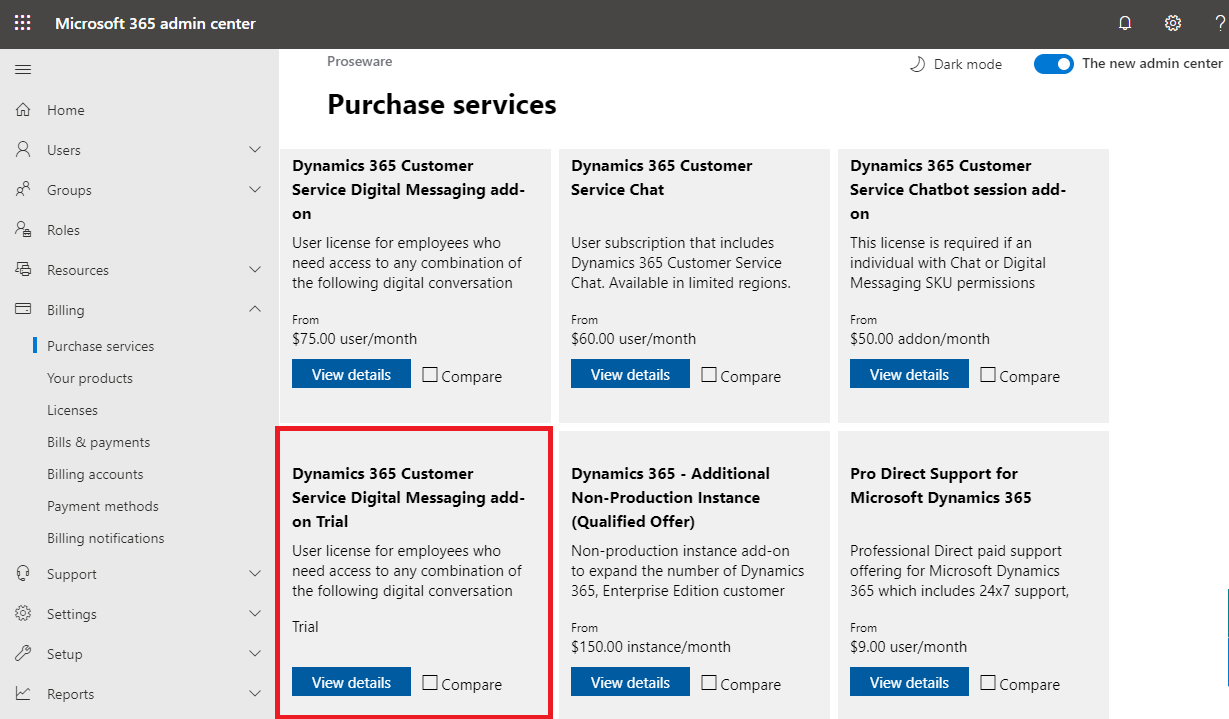 Microsoft 365 admin center
?
Home
Users
Groups
Roles
Resources
Billing
Purchase services
Your products
Licenses
Bills & payments
Billing accounts
Payment methods
Billing notifications
Support
Settings
Setup
Reports
Proseware
Dark mode
The new admin center
Purchase services
Dynamics 365 Customer
Service Digital Messaging add-
on
User license for employees who
need access to any combination of
the following digital conversation
From
$75.00 user/month
View details
Compare
Dynamics 365 Customer
Service Chat
User subscription that includes
Dynamics 365 Customer Service
Chat. Available in limited regions.
From
$60.00 user/month
View details
Compare
Dynamics 365 Customer
Service Chatbot session add-
on
This license is required if an
individual with Chat or Digital
Messaging SKU permissions
From
$50.00 addon/month
View details
Compare
Dynamics 365 Customer
Service Digital Messaging add-
on Trial
User license for employees who
need access to any combination of
the following digital conversation
Trial
View details
Compare
Dynamics 365 - Additional
Non-Production Instance
(Qualified Offer)
Non-production instance add-on
to expand the number of Dynamics
365, Enterprise Edition customer
From
$150.00 instance/month
View details
Compare
Pro Direct Support for
Microsoft Dynamics 365
Professional Direct paid support
offering for Microsoft Dynamics
365 which includes 24x7 support,
From
$9.00 user/month
View details
Compare